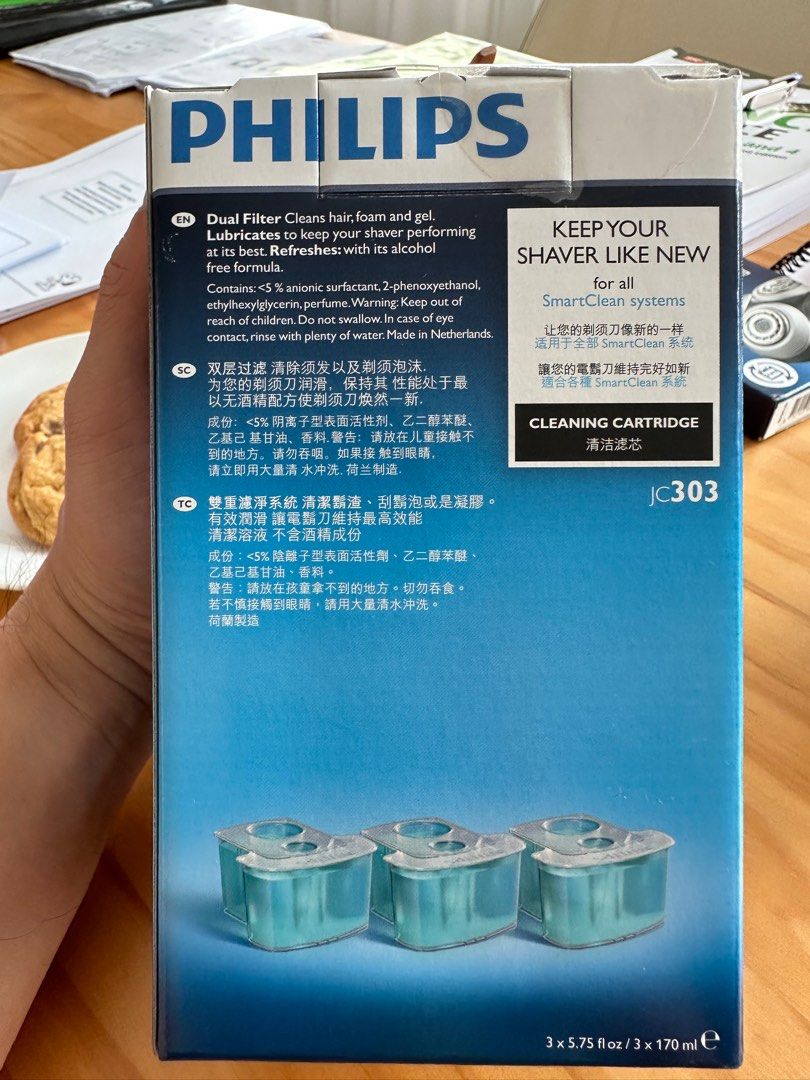 PHILIPS
EN
Dual Filter Cleans hair, foam and gel.
Lubricates to keep your shaver performing
at its best. Refreshes: with its alcohol
free formula.
Contains: <5 % anionic surfactant, 2-phenoxyethanol,
ethylhexylglycerin, perfume. Warning: Keep out of
reach of children. Do not swallow. In case of eye
contact, rinse with plenty of water. Made in Netherlands.
SC
双层过滤 清除须发以及剃须泡沫.
为您的剃须刀润滑，保持其 性能处于最
以无酒精配方使剃须刀焕然一新.
成份： <5% 阴离子型表面活性剂、乙二醇苯醚、
乙基己 基甘油、香料.警告：请放在儿童接触不
到的地方。请勿吞咽。如果接 触到眼睛，
请立即用大量清 水冲洗. 荷兰制造.
TC
雙重濾淨系統 清潔鬍渣、刮鬍泡或是凝膠。
有效潤滑 讓電鬍刀維持最高效能
清潔溶液 不含酒精成份
成份：<5% 陰離子型表面活性劑、乙二醇苯醚、
乙基己基甘油、香料。
警告：請放在孩童拿不到的地方。切勿吞食。
若不慎接觸到眼睛，請用大量清水沖洗。
荷蘭製造
KEEP YOUR
SHAVER LIKE NEW
for all
SmartClean systems
让您的剃须刀像新的一样
适用于全部 SmartClean 系统
讓您的電鬍刀維持完好如新
適合各種 SmartClean 系統
CLEANING CARTRIDGE
清洁滤芯
JC303
3 x 5.75 fl oz / 3 x 170 ml e